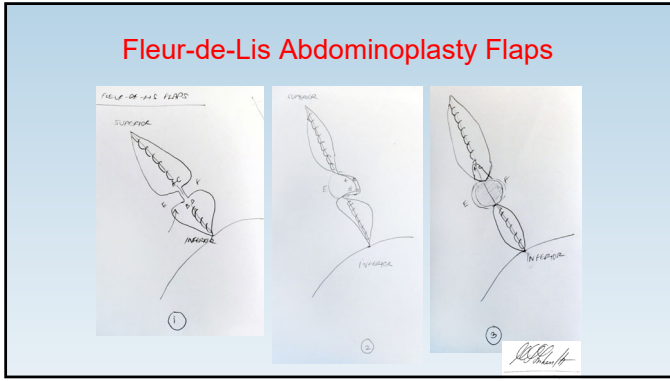 Fleur-de-Lis Abdominoplasty Flaps
FLEUR-DE-LIS FLAPS
SUPERIOR
F
E
INFERIOR
1
SUPERIOR
E
INFERIOR
2
F
E
INFERIOR
3